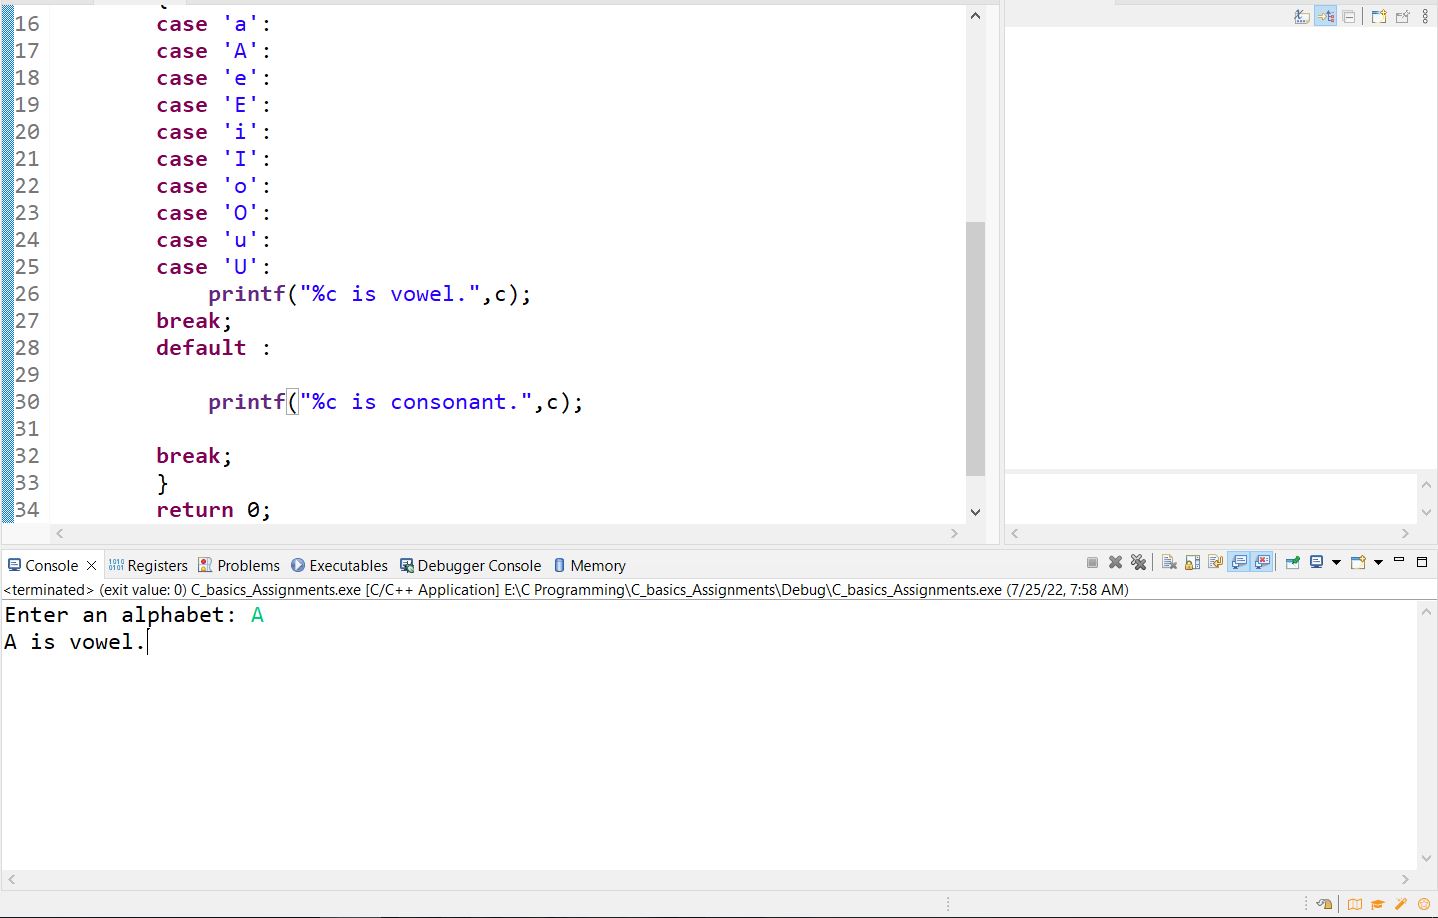 16 case 'a':
17 case 'A':
18 case 'e':
19 case 'E':
20 case 'i':
21 case 'I':
22 case 'o':
23 case 'O':
24 case 'u':
25 case 'U':
26 printf("%c is vowel.",c);
27 break;
28 default :
29
30 printf("%c is consonant.",c);
31
32 break;
33 }
34 return 0;
Console Registers Problems Executables Debugger Console Memory
<terminated> (exit value: 0) C_basics_Assignments.exe [C/C++ Application] E:\C Programming\C_basics_Assignments\Debug\C_basics_Assignments.exe (7/25/22, 7:58 AM)
Enter an alphabet: A
A is vowel.